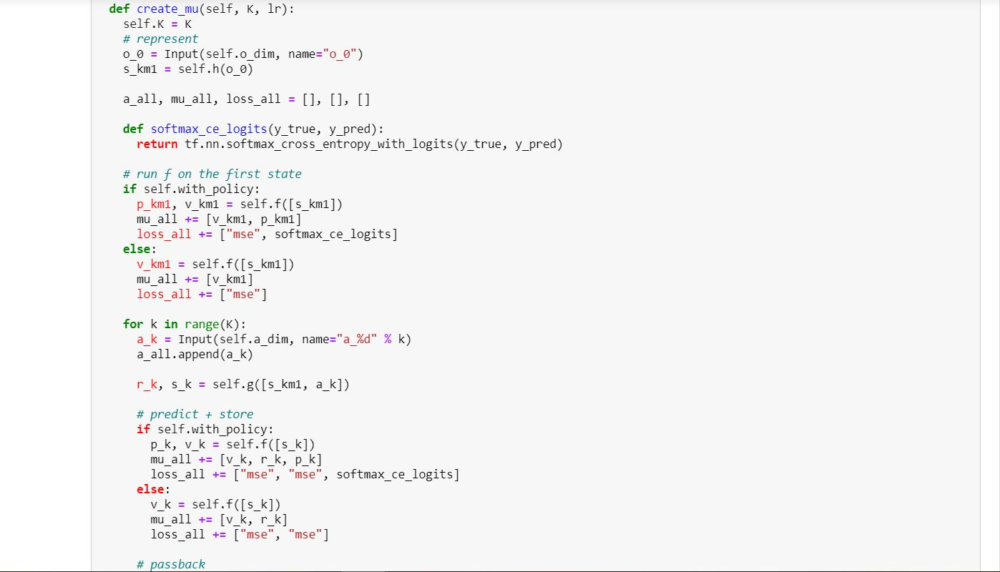 def create_mu(self, K, lr):
self.K = K
# represent
o_0 = Input(self.o_dim, name="o_0")
s_km1 = self.h(o_0)
a_all, mu_all, loss_all = [], [], []
def softmax_ce_logits(y_true, y_pred):
return tf.nn.softmax_cross_entropy_with_logits(y_true, y_pred)
# run f on the first state
if self.with_policy:
p_km1, v_km1 = self.f([s_km1])
mu_all += [v_km1, p_km1]
loss_all += ["mse", softmax_ce_logits]
else:
v_km1 = self.f([s_km1])
mu_all += [v_km1]
loss_all += ["mse"]
for k in range(K):
a_k = Input(self.a_dim, name="a_%d" % k)
a_all.append(a_k)
r_k, s_k = self.g([s_km1, a_k])
# predict + store
if self.with_policy:
p_k, v_k = self.f([s_k])
mu_all += [v_k, r_k, p_k]
loss_all += ["mse", "mse", softmax_ce_logits]
else:
v_k = self.f([s_k])
mu_all += [v_k, r_k]
loss_all += ["mse", "mse"]
# passback